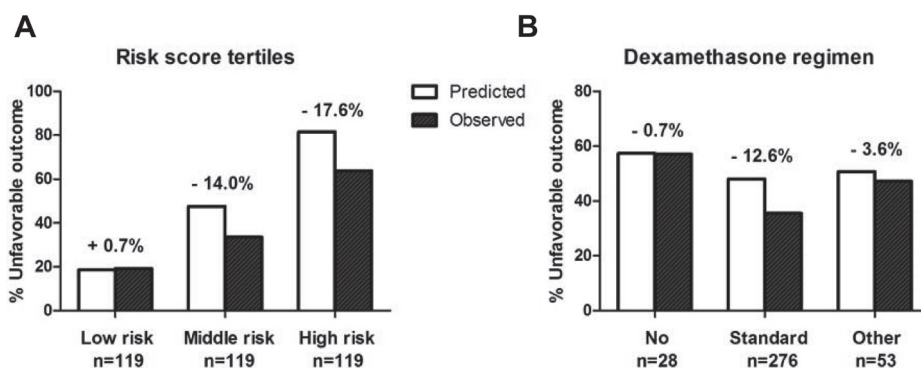 A
Risk score tertiles
% Unfavorable outcome
100
80
60
40
20
0
+ 0.7%
- 14.0%
- 17.6%
Low risk
n=119
Middle risk
n=119
High risk
n=119
Predicted
Observed
B
Dexamethasone regimen
% Unfavorable outcome
80
60
40
20
0
- 0.7%
- 12.6%
- 3.6%
No
n=28
Standard
n=276
Other
n=53